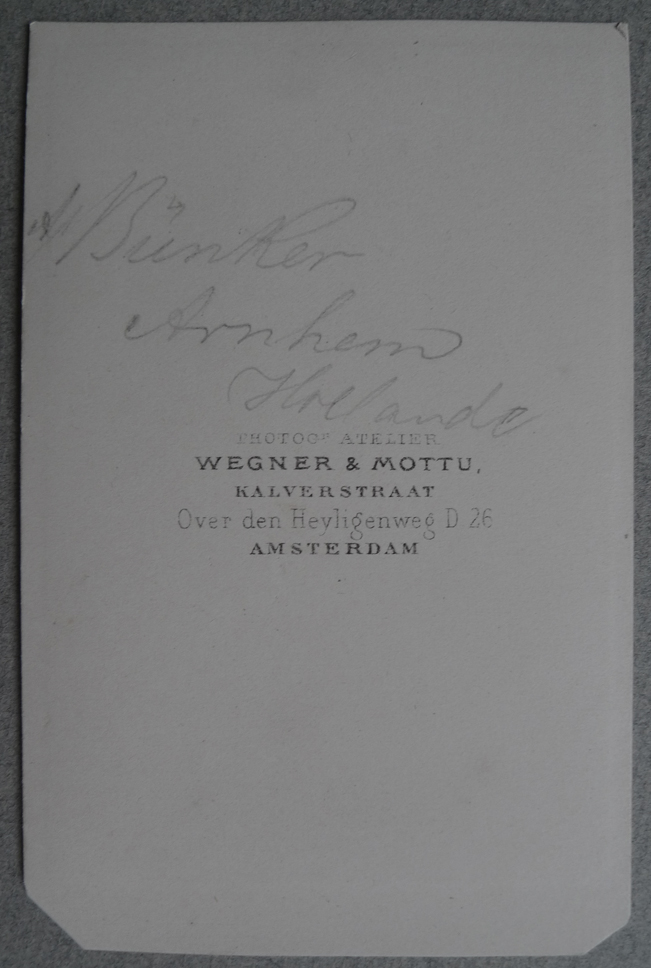 A Bünker
Arnhem
Hollande
PHOTOGR ATELIER
WEGNER & MOTTU,
KALVERSTRAAT
Over den Heyligenweg D 26
AMSTERDAM